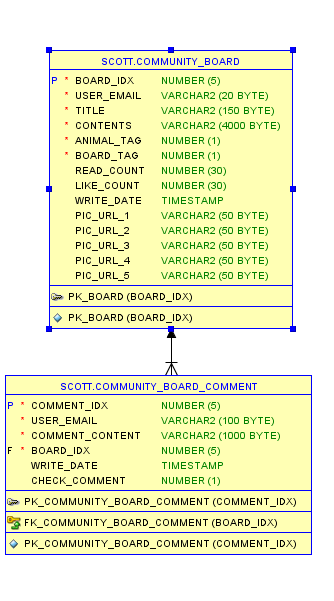 SCOTT.COMMUNITY_BOARD
P * BOARD_IDX NUMBER (5)
* USER_EMAIL VARCHAR2 (20 BYTE)
* TITLE VARCHAR2 (150 BYTE)
* CONTENTS VARCHAR2 (4000 BYTE)
* ANIMAL_TAG NUMBER (1)
* BOARD_TAG NUMBER (1)
READ_COUNT NUMBER (30)
LIKE_COUNT NUMBER (30)
WRITE_DATE TIMESTAMP
PIC_URL_1 VARCHAR2 (50 BYTE)
PIC_URL_2 VARCHAR2 (50 BYTE)
PIC_URL_3 VARCHAR2 (50 BYTE)
PIC_URL_4 VARCHAR2 (50 BYTE)
PIC_URL_5 VARCHAR2 (50 BYTE)
PK_BOARD (BOARD_IDX)
PK_BOARD (BOARD_IDX)
SCOTT.COMMUNITY_BOARD_COMMENT
P * COMMENT_IDX NUMBER (5)
* USER_EMAIL VARCHAR2 (100 BYTE)
* COMMENT_CONTENT VARCHAR2 (1000 BYTE)
F * BOARD_IDX NUMBER (5)
WRITE_DATE TIMESTAMP
CHECK_COMMENT NUMBER (1)
PK_COMMUNITY_BOARD_COMMENT (COMMENT_IDX)
FK_COMMUNITY_BOARD_COMMENT (BOARD_IDX)
PK_COMMUNITY_BOARD_COMMENT (COMMENT_IDX)